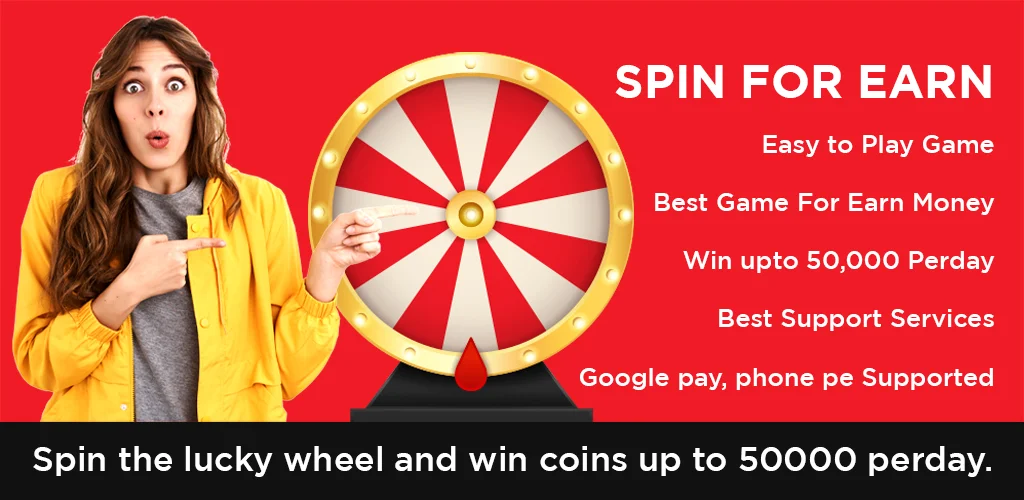 SPIN FOR EARN
Easy to Play Game
Best Game For Earn Money
Win upto 50,000 Perday
Best Support Services
Google pay, phone pe Supported
Spin the lucky wheel and win coins up to 50000 perday.